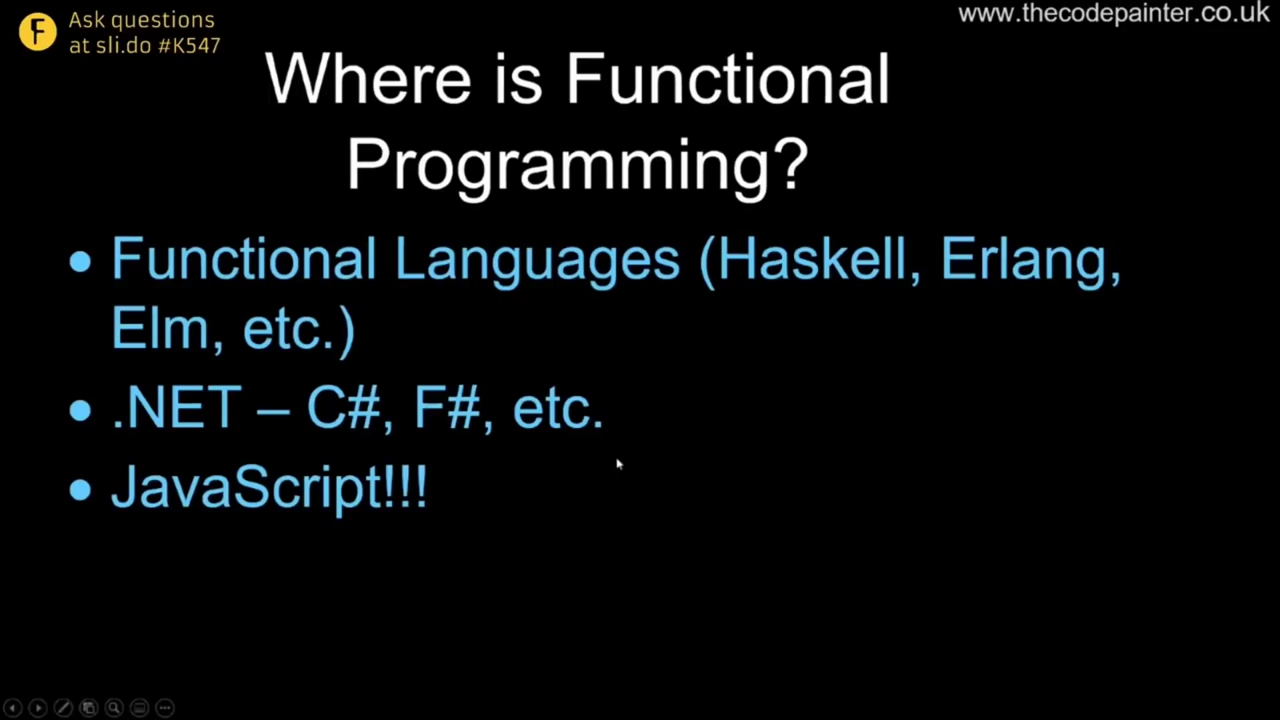 F
Ask questions
at sli.do #K547
www.thecodepainter.co.uk
Where is Functional
Programming?
• Functional Languages (Haskell, Erlang,
Elm, etc.)
• .NET – C#, F#, etc.
• JavaScript!!!